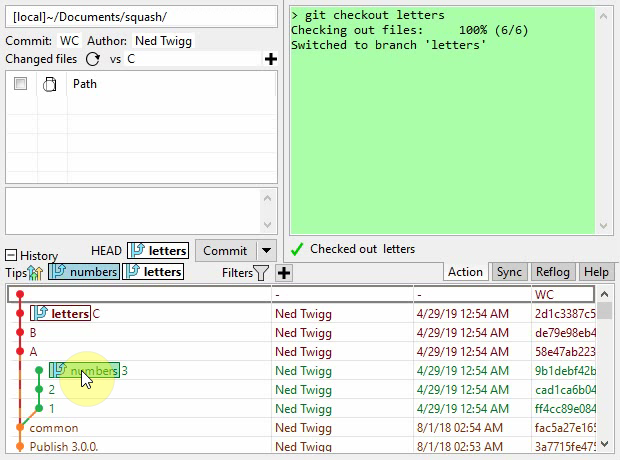 [local]~/Documents/squash/
Commit: WC Author: Ned Twigg
Changed files vs C
Path
> git checkout letters
Checking out files: 100% (6/6)
Switched to branch 'letters'
History HEAD letters Commit
Checked out letters
Tips numbers letters Filters
Action Sync Reflog Help
- - WC
letters C Ned Twigg 4/29/19 12:54 AM 2d1c3387c5
B Ned Twigg 4/29/19 12:54 AM de79e98eb4
A Ned Twigg 4/29/19 12:54 AM 58e47ab223
numbers 3 Ned Twigg 4/29/19 12:54 AM 9b1debf42b
2 Ned Twigg 4/29/19 12:54 AM cad1ca6b04
1 Ned Twigg 4/29/19 12:54 AM ff4cc89e084
common Ned Twigg 8/1/18 02:54 AM fac5a27e165
Publish 3.0.0. Ned Twigg 8/1/18 02:53 AM 3a7715fe47